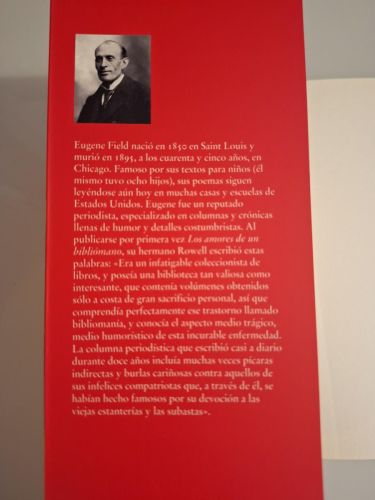 Eugene Field nació en 1850 en Saint Louis y
murió en 1895, a los cuarenta y cinco años, en
Chicago. Famoso por sus textos para niños (él
mismo tuvo ocho hijos), sus poemas siguen
leyéndose aún hoy en muchas casas y escuelas de
Estados Unidos. Eugene fue un reputado
periodista, especializado en columnas y crónicas
llenas de humor y detalles costumbristas. Al
publicarse por primera vez Los amores de un
bibliómano, su hermano Rowell escribió estas
palabras: «Era un infatigable coleccionista de
libros, y poseía una biblioteca tan valiosa como
interesante, que contenía volúmenes obtenidos
sólo a costa de gran sacrificio personal, así que
comprendía perfectamente ese trastorno llamado
bibliomanía, y conocía el aspecto medio trágico,
medio humorístico de esta incurable enfermedad.
La columna periodística que escribió casi a diario
durante doce años incluía muchas veces pícaras
indirectas y burlas cariñosas contra aquellos de
sus infelices compatriotas que, a través de él, se
habían hecho famosos por su devoción a las
viejas estanterías y las subastas».